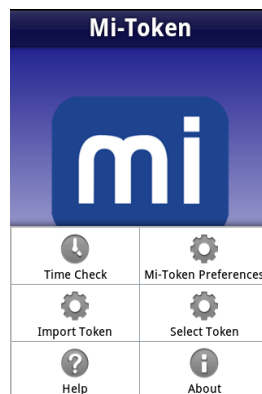 Mi-Token
mi
Time Check
Mi-Token Preferences
Import Token
Select Token
Help
About